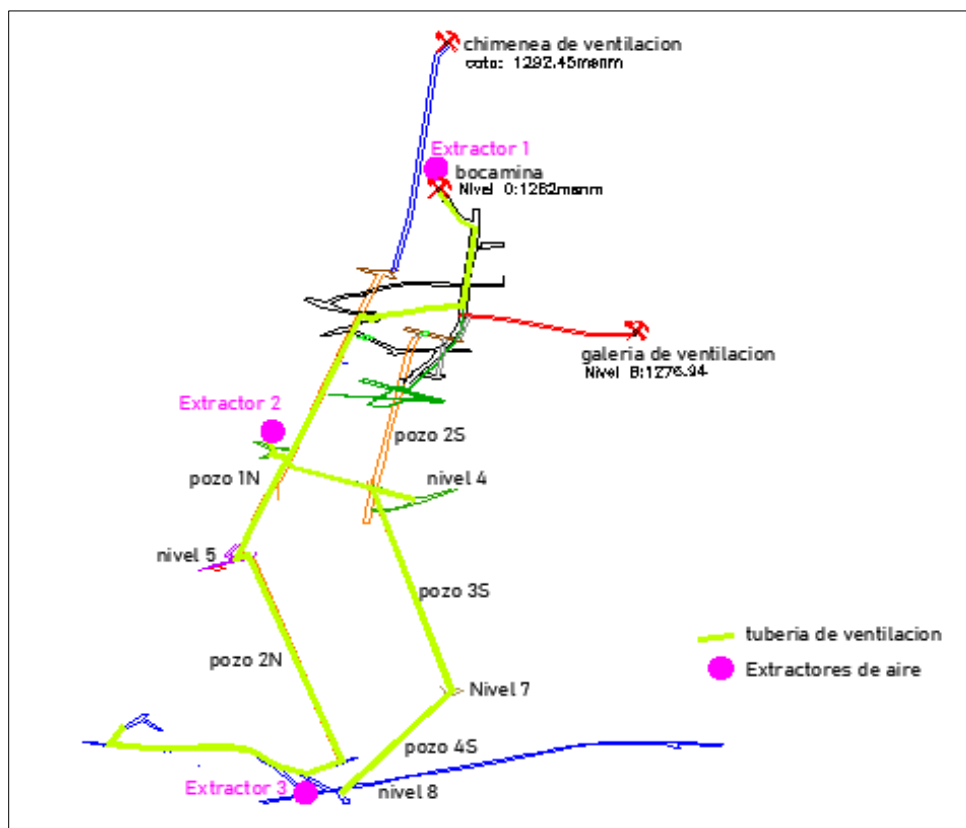 chimenea de ventilacion
cota: 1292.45msnm
Extractor 1
bocamina
Nivel 0:1262msnm
galeria de ventilacion
Nivel B:1276.94
Extractor 2
pozo 2S
pozo 1N
nivel 4
nivel 5
pozo 3S
pozo 2N
tuberia de ventilacion
Extractores de aire
Nivel 7
pozo 4S
Extractor 3
nivel 8